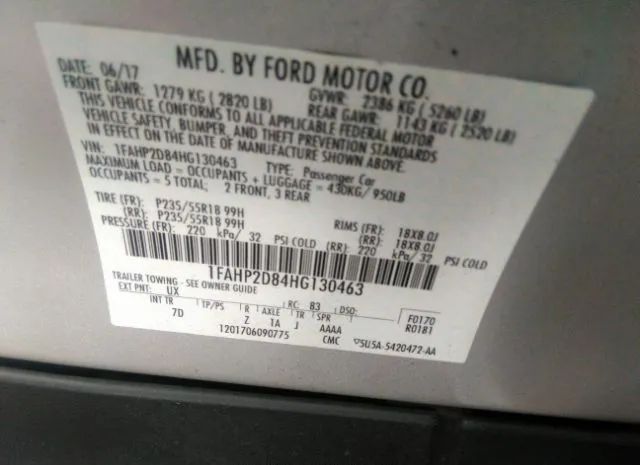 MFD. BY FORD MOTOR CO.
DATE: 06/17 GVWR: 2386 KG ( 5260 LB)
FRONT GAWR: 1279 KG ( 2820 LB) REAR GAWR: 1143 KG ( 2520 LB)
THIS VEHICLE CONFORMS TO ALL APPLICABLE FEDERAL MOTOR
VEHICLE SAFETY, BUMPER, AND THEFT PREVENTION STANDARDS
IN EFFECT ON THE DATE OF MANUFACTURE SHOWN ABOVE.
VIN: 1FAHP2D84HG130463 TYPE: Passenger Car
MAXIMUM LOAD = OCCUPANTS + LUGGAGE = 430KG/ 950LB
OCCUPANTS = 5 TOTAL; 2 FRONT, 3 REAR
TIRE (FR): P235/55R18 99H RIMS (FR): 18X8.0J
(RR): P235/55R18 99H (RR): 18X8.0J
PRESSURE (FR): 220 kPa/ 32 PSI COLD (RR): 220 kPa/ 32 PSI COLD
1FAHP2D84HG130463
TRAILER TOWING - SEE OWNER GUIDE
EXT PNT: UX RC: 83 DSO: F0170
INT TR TP/PS R AXLE TR SPR R0181
7D Z 1A J AAAA
1201706090775 CMC 5U5A-5420472-AA